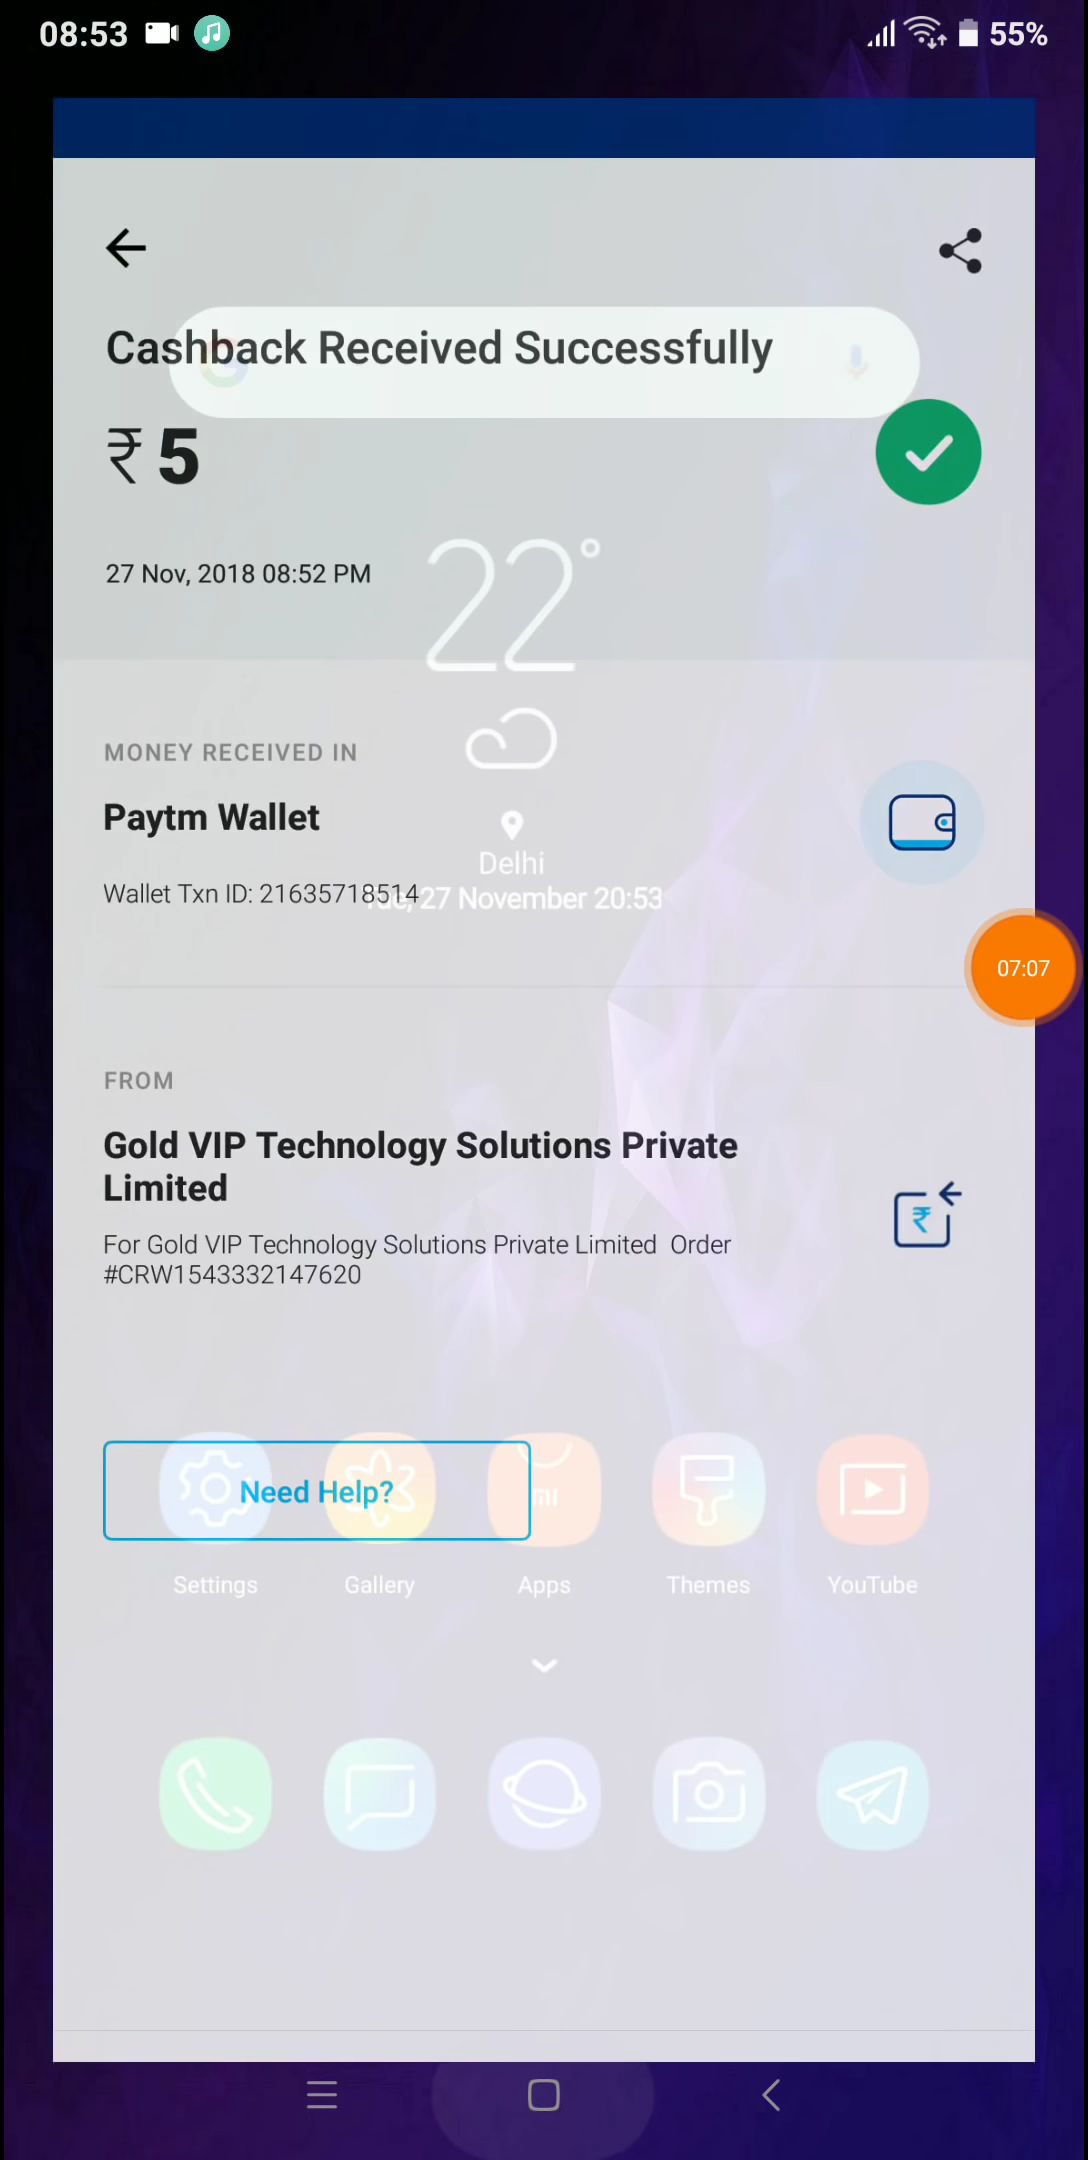 08:53
55%
Cashback Received Successfully
₹5
22°
27 Nov, 2018 08:52 PM
MONEY RECEIVED IN
Paytm Wallet
Delhi
Wallet Txn ID: 21635718514
27 November 20:53
07:07
FROM
Gold VIP Technology Solutions Private
Limited
For Gold VIP Technology Solutions Private Limited Order
#CRW1543332147620
Need Help?
mi
Settings
Gallery
Apps
Themes
YouTube